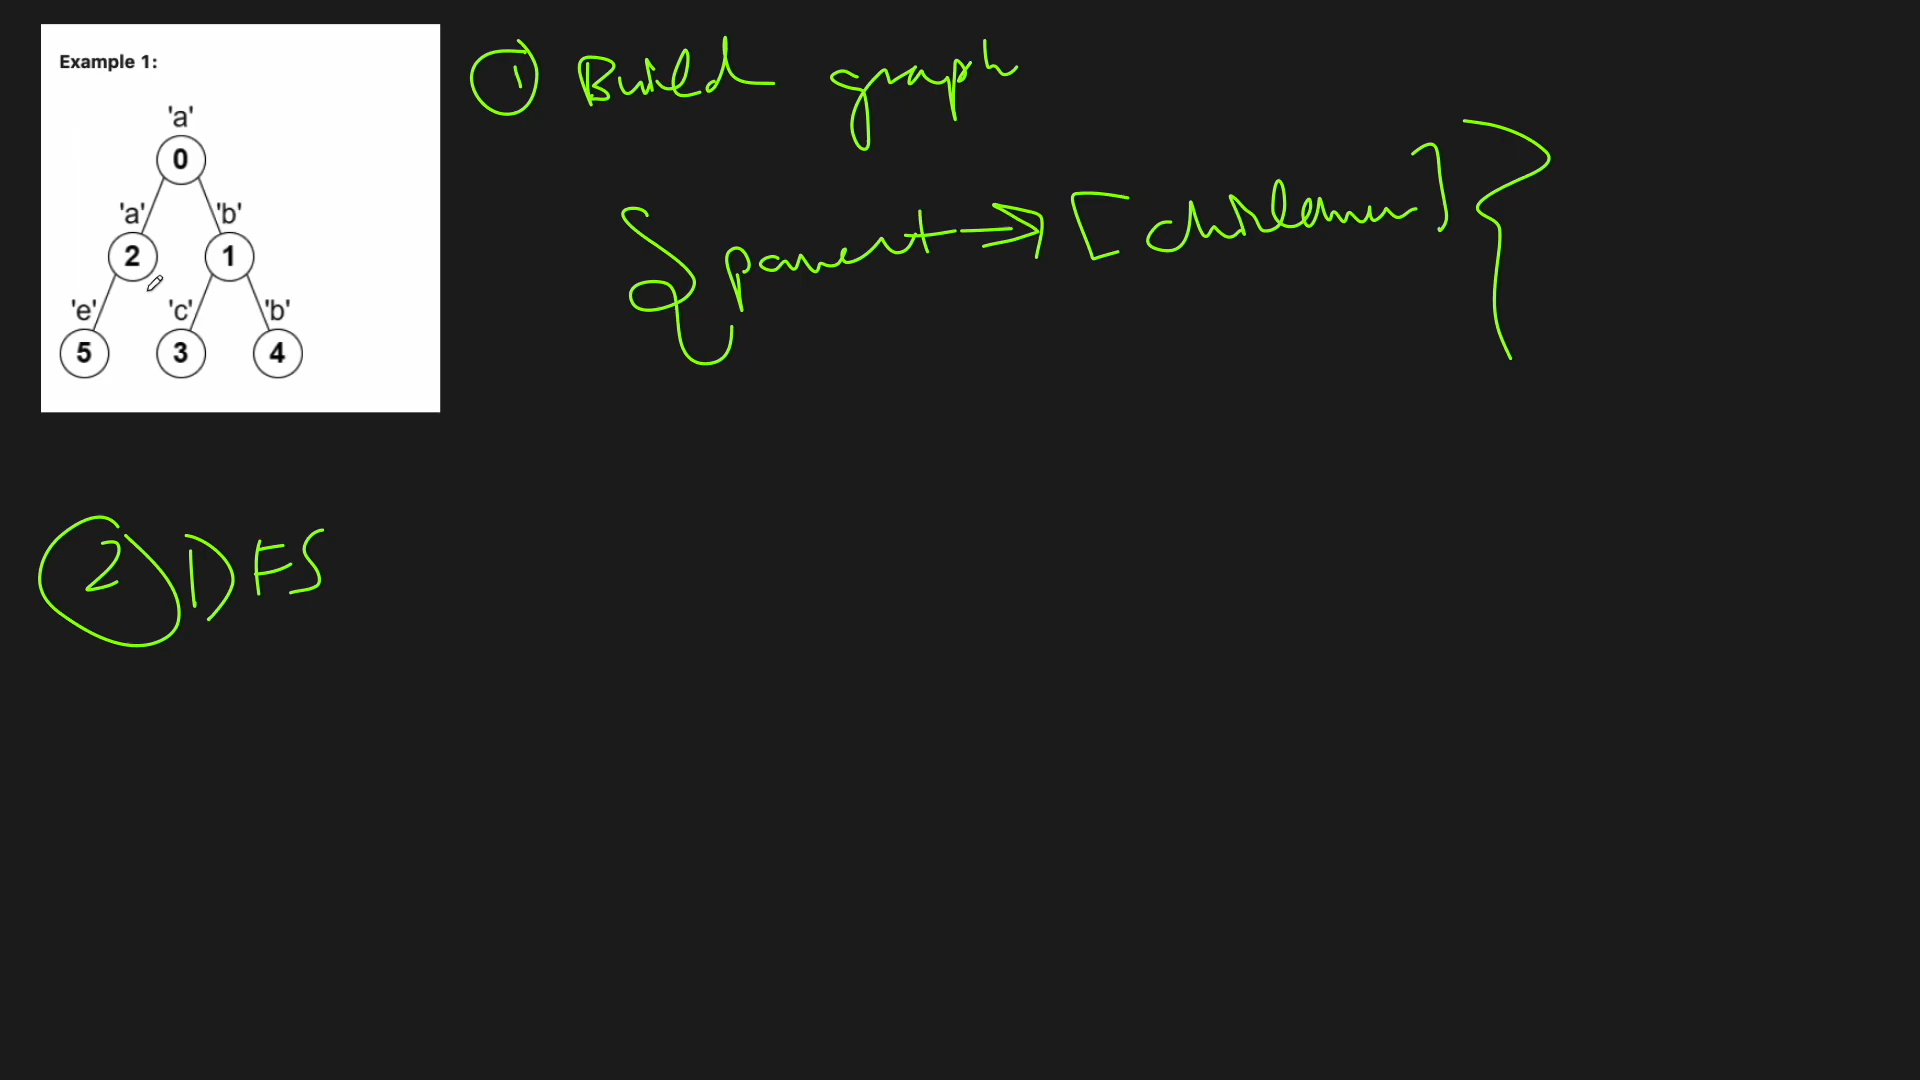 Example 1:
'a'
0
'a' 'b'
2 1
'e' 'c' 'b'
5 3 4
① Build graph
{ parent → [children] }
② DFS